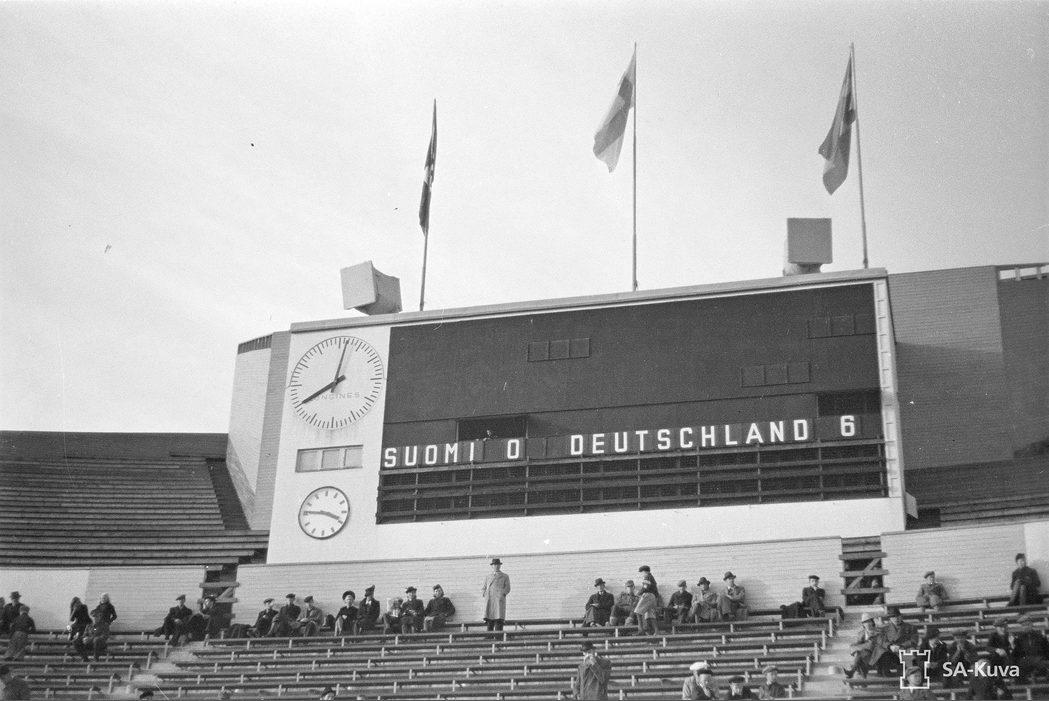 LONGINES
SUOMI 0 DEUTSCHLAND 6
SA-Kuva